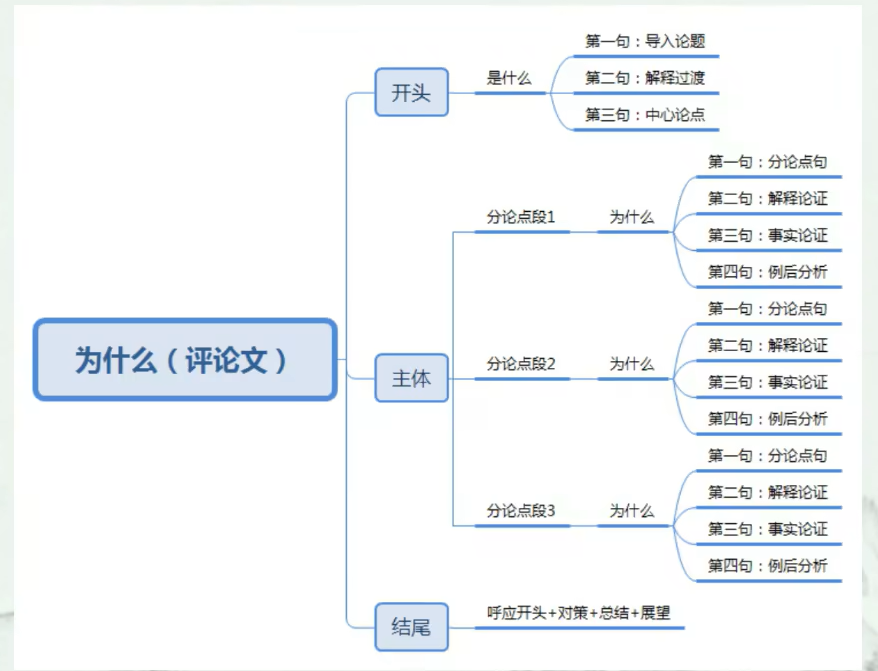 为什么（评论文）
开头
是什么
第一句：导入论题
第二句：解释过渡
第三句：中心论点
主体
分论点段1
为什么
第一句：分论点句
第二句：解释论证
第三句：事实论证
第四句：例后分析
分论点段2
为什么
第一句：分论点句
第二句：解释论证
第三句：事实论证
第四句：例后分析
分论点段3
为什么
第一句：分论点句
第二句：解释论证
第三句：事实论证
第四句：例后分析
结尾
呼应开头+对策+总结+展望